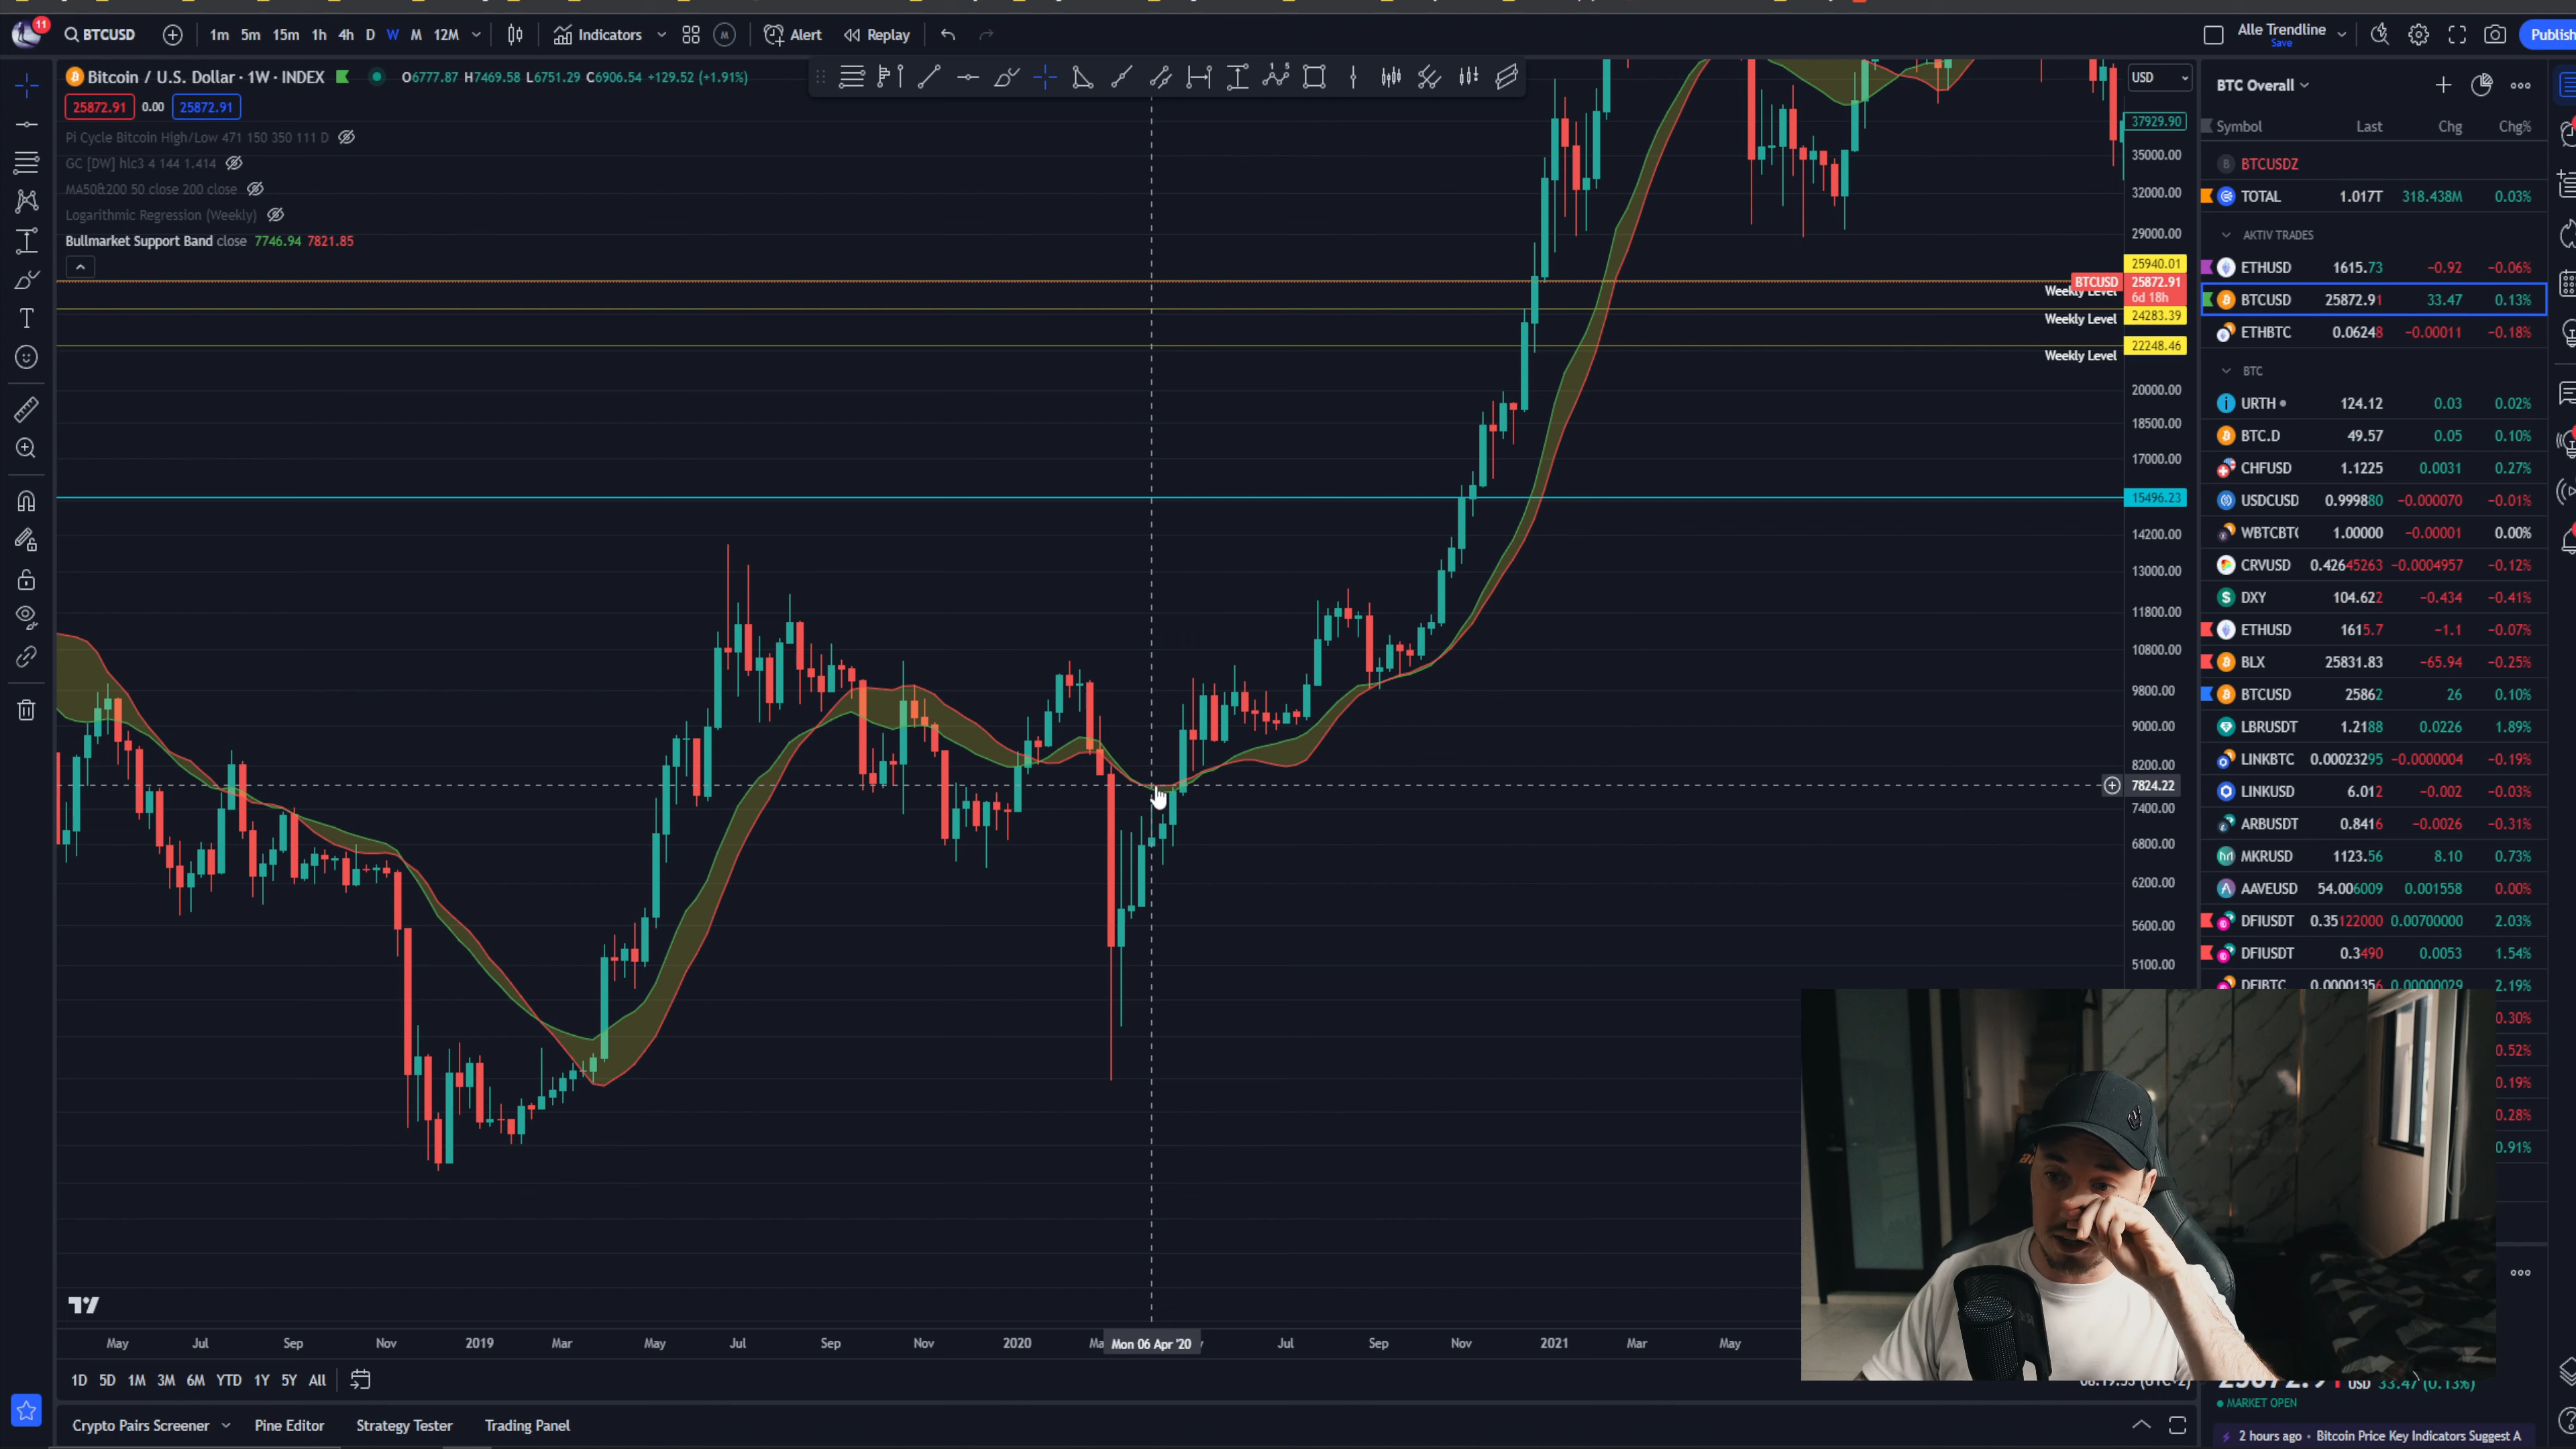 11
BTCUSD
1m 5m 15m 1h 4h D W M 12M
Indicators
M
Alert
Replay
Alle Trendline
Save
Publish
Bitcoin / U.S. Dollar · 1W · INDEX
O6777.87 H7469.58 L6751.29 C6906.54 +129.52 (+1.91%)
25872.91 0.00 25872.91
Pi Cycle Bitcoin High/Low 471 150 350 111 D
GC [DW] hlc3 4 144 1.414
MA50&200 50 close 200 close
Logarithmic Regression (Weekly)
Bullmarket Support Band close 7746.94 7821.85
USD
37929.90
35000.00
32000.00
29000.00
25940.01
BTCUSD 25872.91
6d 18h
Weekly Level
24283.39
Weekly Level
22248.46
Weekly Level
20000.00
18500.00
17000.00
15496.23
14200.00
13000.00
11800.00
10800.00
9800.00
9000.00
8200.00
7824.22
7400.00
6800.00
6200.00
5600.00
5100.00
May Jul Sep Nov 2019 Mar May Jul Sep Nov 2020 Ma Mon 06 Apr '20 Jul Sep Nov 2021 Mar May
1D 5D 1M 3M 6M YTD 1Y 5Y All
Crypto Pairs Screener
Pine Editor
Strategy Tester
Trading Panel
BTC Overall
Symbol Last Chg Chg%
BTCUSDZ
TOTAL 1.017T 318.438M 0.03%
AKTIV TRADES
ETHUSD 1615.73 −0.92 −0.06%
BTCUSD 25872.91 33.47 0.13%
ETHBTC 0.06248 −0.00011 −0.18%
BTC
URTH 124.12 0.03 0.02%
BTC.D 49.57 0.05 0.10%
CHFUSD 1.1225 0.0031 0.27%
USDCUSD 0.999880 −0.000070 −0.01%
WBTCBTC 1.00000 −0.00001 0.00%
CRVUSD 0.42645263 −0.0004957 −0.12%
DXY 104.622 −0.434 −0.41%
ETHUSD 1615.7 −1.1 −0.07%
BLX 25831.83 −65.94 −0.25%
BTCUSD 25862 26 0.10%
LBRUSDT 1.2188 0.0226 1.89%
LINKBTC 0.00023295 −0.0000004 −0.19%
LINKUSD 6.012 −0.002 −0.03%
ARBUSDT 0.8416 −0.0026 −0.31%
MKRUSD 1123.56 8.10 0.73%
AAVEUSD 54.006009 0.001558 0.00%
DFIUSDT 0.35122000 0.00700000 2.03%
DFIUSDT 0.3490 0.0053 1.54%
DFIBTC 0.00001356 0.00000029 2.19%
0.30%
0.52%
0.19%
0.28%
0.91%
USD 33.47 (0.13%)
MARKET OPEN
2 hours ago • Bitcoin Price Key Indicators Suggest A